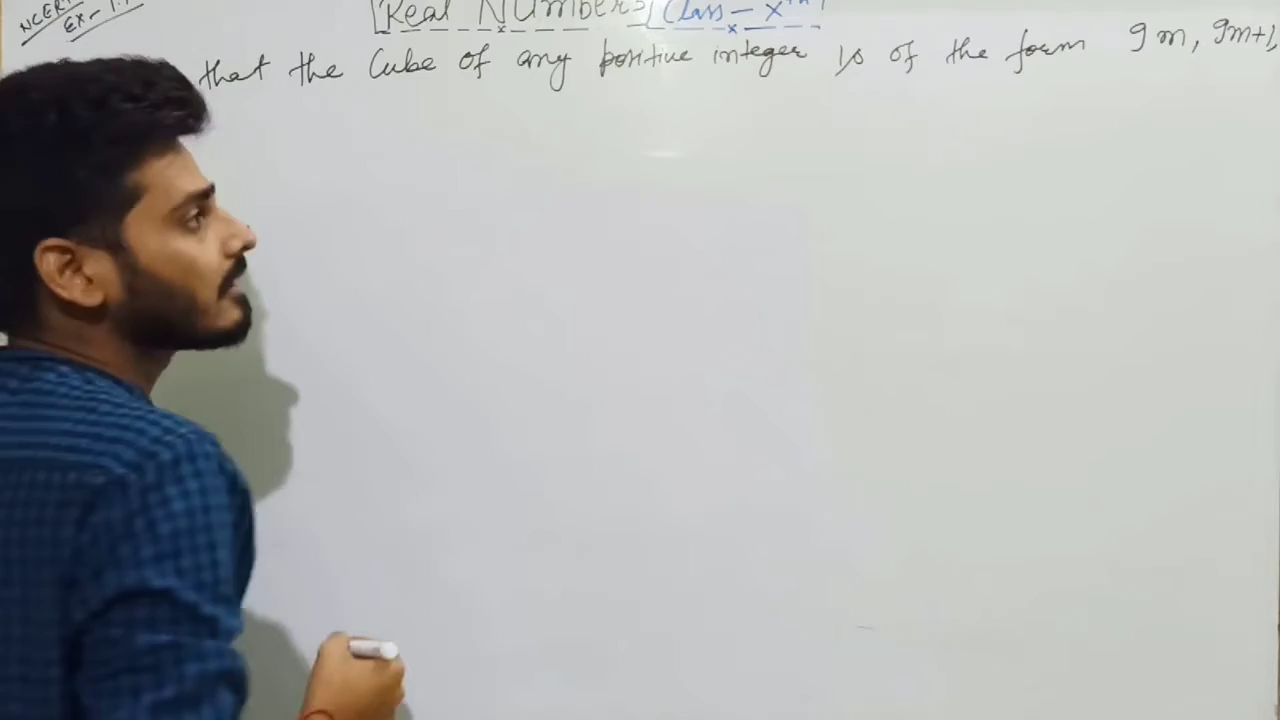 NCERT
Ex - 1.1
Real Numbers Class - Xth
that the Cube of any positive integer is of the form 9m, 9m+1,